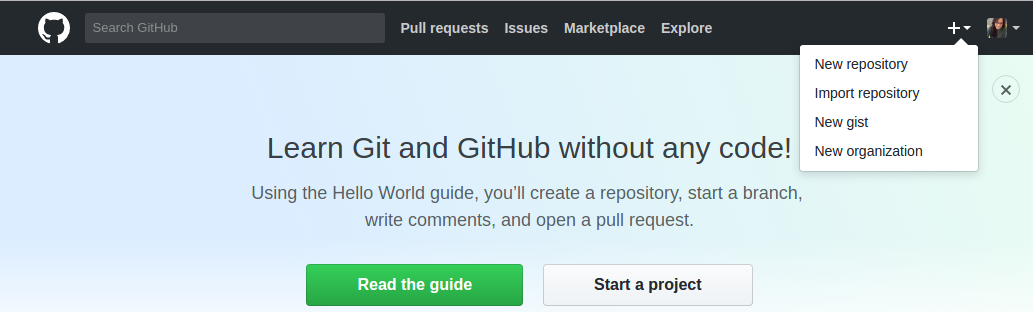 Search GitHub
Pull requests
Issues
Marketplace
Explore
New repository
Import repository
New gist
New organization
Learn Git and GitHub without any code!
Using the Hello World guide, you’ll create a repository, start a branch,
write comments, and open a pull request.
Read the guide
Start a project